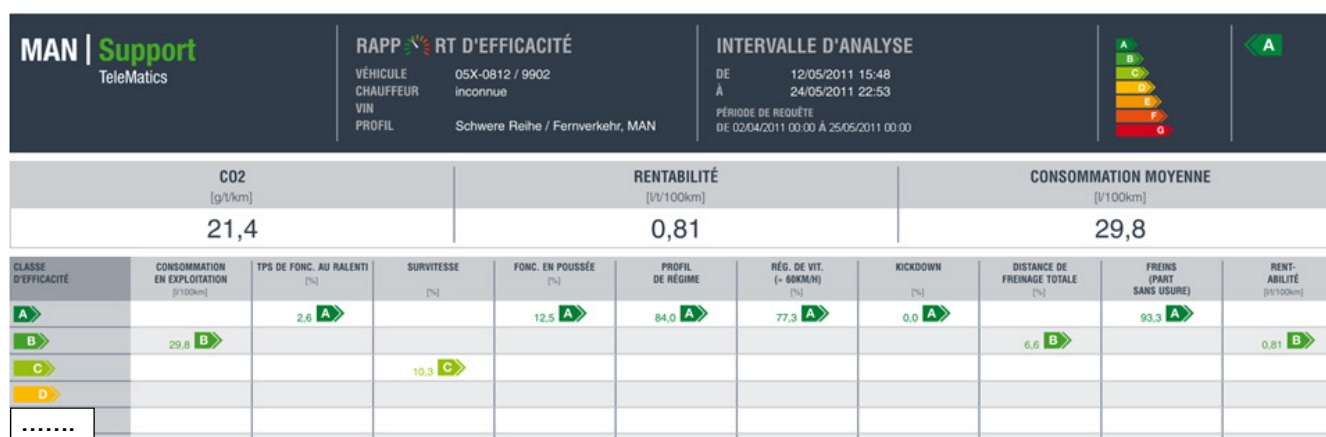 MAN | Support
TeleMatics
RAPP RT D'EFFICACITÉ
VÉHICULE 05X-0812 / 9902
CHAUFFEUR inconnue
VIN
PROFIL Schwere Reihe / Fernverkehr, MAN
INTERVALLE D'ANALYSE
DE 12/05/2011 15:48
À 24/05/2011 22:53
PÉRIODE DE REQUÊTE
DE 02/04/2011 00:00 Á 25/05/2011 00:00
A
B
C
D
E
F
G
A
CO2
[g/t/km]
21,4
RENTABILITÉ
[l/t/100km]
0,81
CONSOMMATION MOYENNE
[l/100km]
29,8
CLASSE
D'EFFICACITÉ
CONSOMMATION
EN EXPLOITATION
[l/100km]
TPS DE FONC. AU RALENTI
[%]
SURVITESSE
[%]
FONC. EN POUSSÉE
[%]
PROFIL
DE RÉGIME
RÉG. DE VIT.
(+ 60KM/H)
[%]
KICKDOWN
[%]
DISTANCE DE
FREINAGE TOTALE
[%]
FREINS
(PART
SANS USURE)
RENT-
ABILITÉ
[l/t/100km]
A 2,6 A 12,5 A 84,0 A 77,3 A 0,0 A 93,3 A
B 29,8 B 6,6 B 0,81 B
C 10,3 C
D
.......